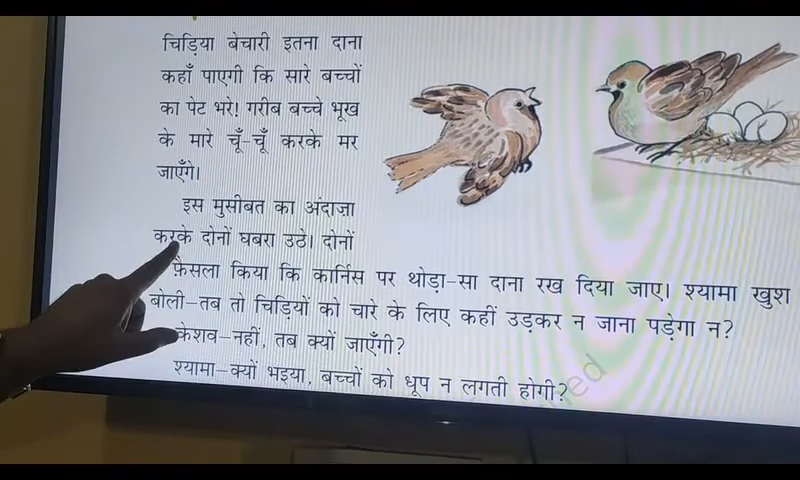 चिड़िया बेचारी इतना दाना
कहाँ पाएगी कि सारे बच्चों
का पेट भरे! गरीब बच्चे भूख
के मारे चूँ-चूँ करके मर
जाएँगे।
इस मुसीबत का अंदाज़ा
करके दोनों घबरा उठे। दोनों
फ़ैसला किया कि कार्निस पर थोड़ा-सा दाना रख दिया जाए। श्यामा खुश
बोली-तब तो चिड़ियों को चारे के लिए कहीं उड़कर न जाना पड़ेगा न?
केशव-नहीं, तब क्यों जाएँगी?
श्यामा-क्यों भइया, बच्चों को धूप न लगती होगी?